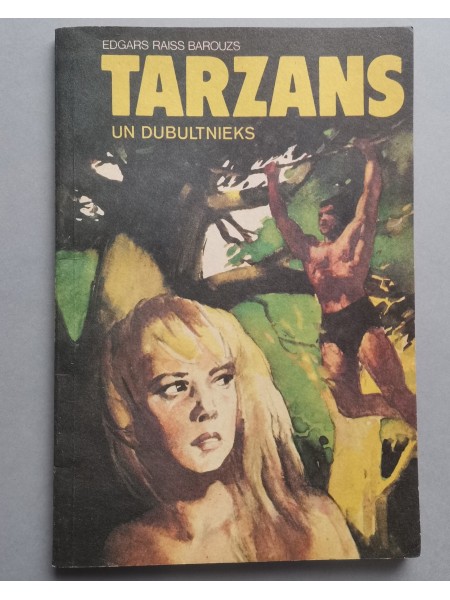 EDGARS RAISS BAROUZS
TARZANS
UN DUBULTNIEKS